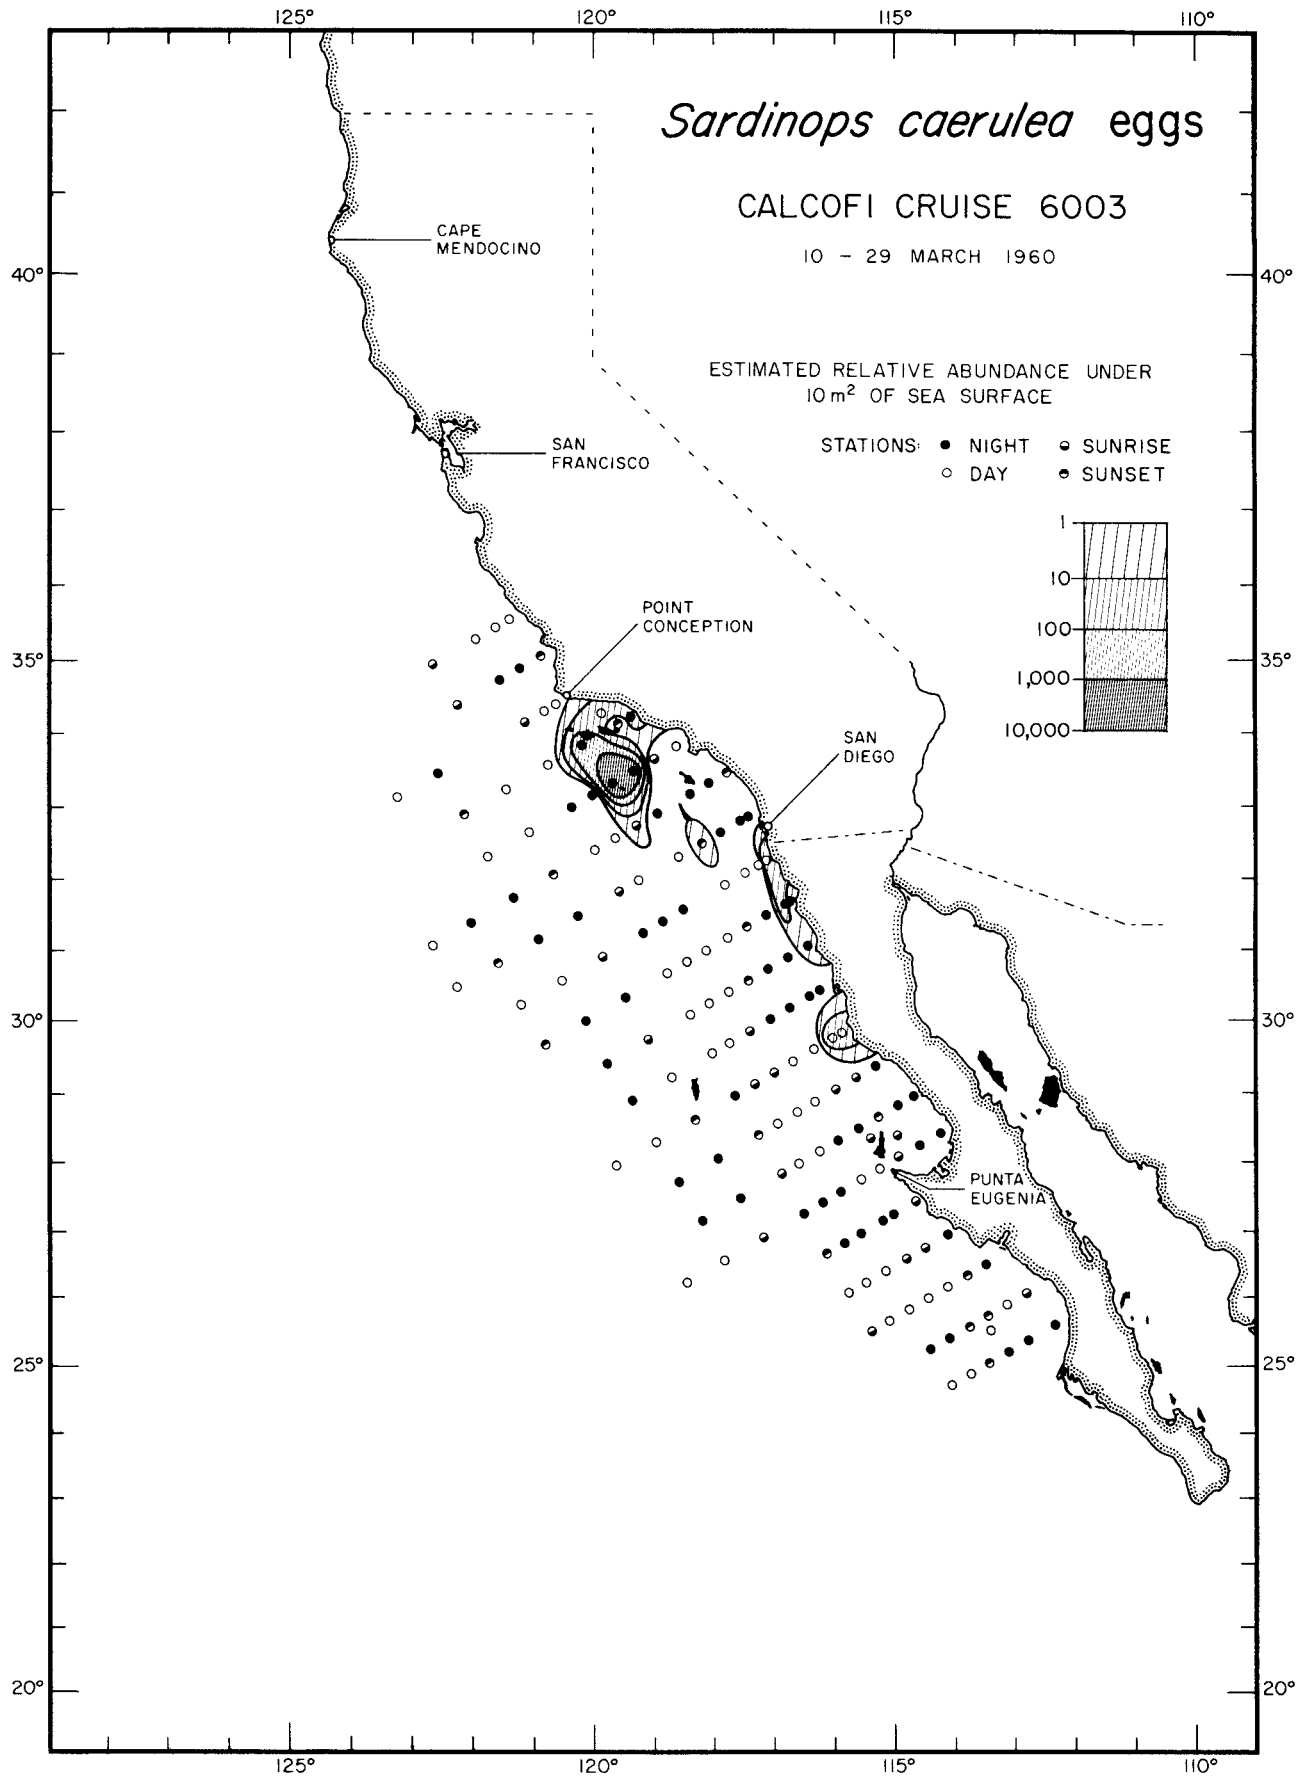 125° 120° 115° 110°
Sardinops caerulea eggs
CALCOFI CRUISE 6003
10 - 29 MARCH 1960
CAPE
MENDOCINO
40° 40°
ESTIMATED RELATIVE ABUNDANCE UNDER
10 m² OF SEA SURFACE
STATIONS: NIGHT SUNRISE
DAY SUNSET
SAN
FRANCISCO
1
10
100
1,000
10,000
POINT
CONCEPTION
35° 35°
SAN
DIEGO
30° 30°
PUNTA
EUGENIA
25° 25°
20° 20°
125° 120° 115° 110°